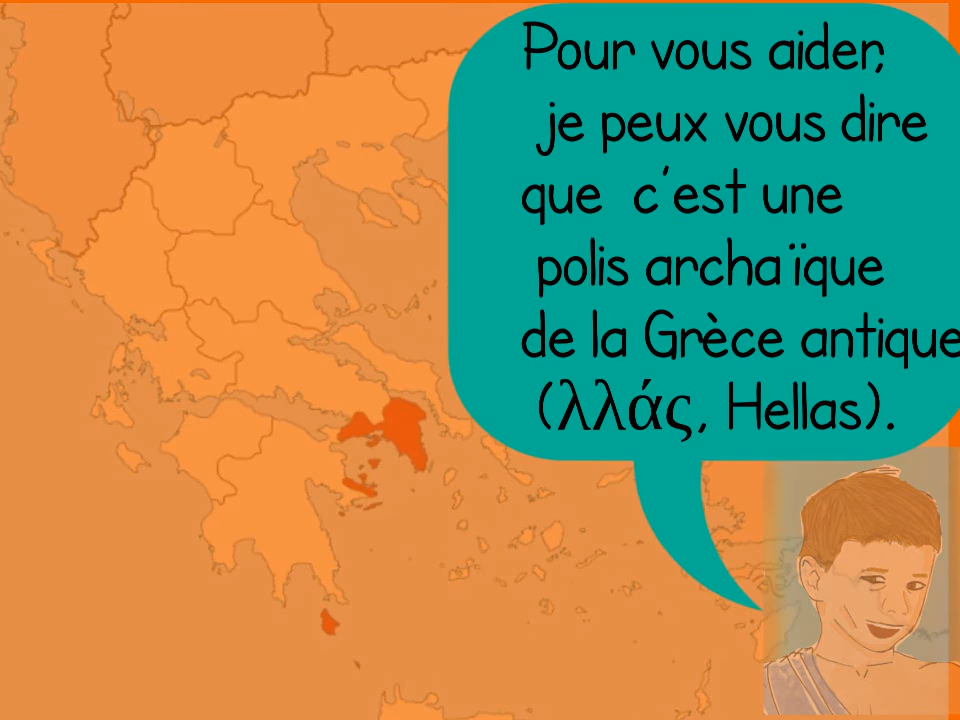 Pour vous aider,
je peux vous dire
que c'est une
polis archaïque
de la Grèce antique
(λλάς, Hellas).